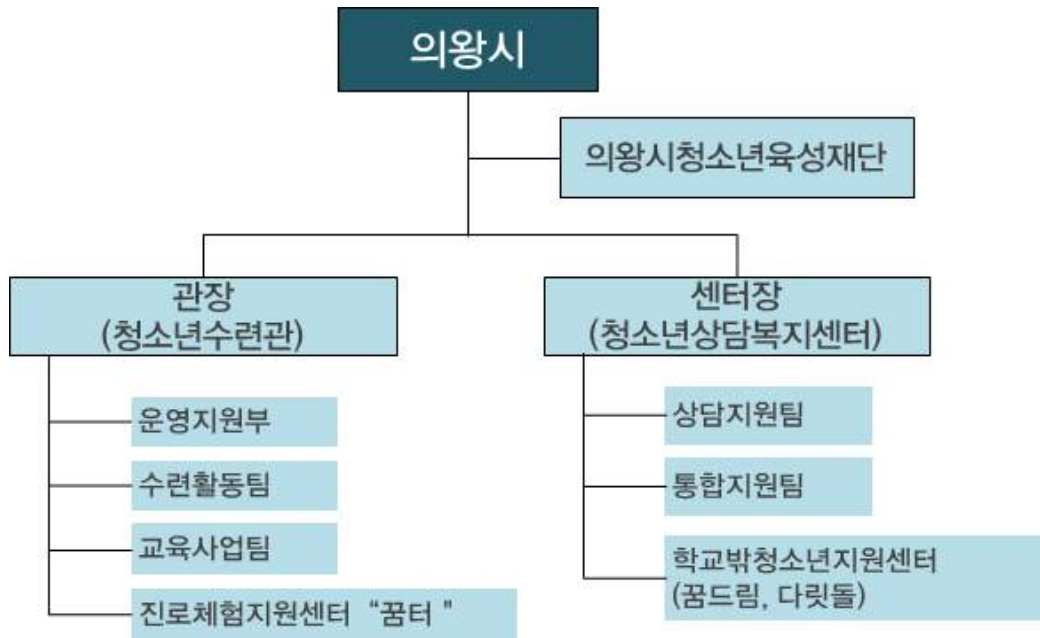 의왕시
의왕시청소년육성재단
관장
(청소년수련관)
운영지원부
수련활동팀
교육사업팀
진로체험지원센터 “꿈터 "
센터장
(청소년상담복지센터)
상담지원팀
통합지원팀
학교밖청소년지원센터
(꿈드림, 다릿돌)